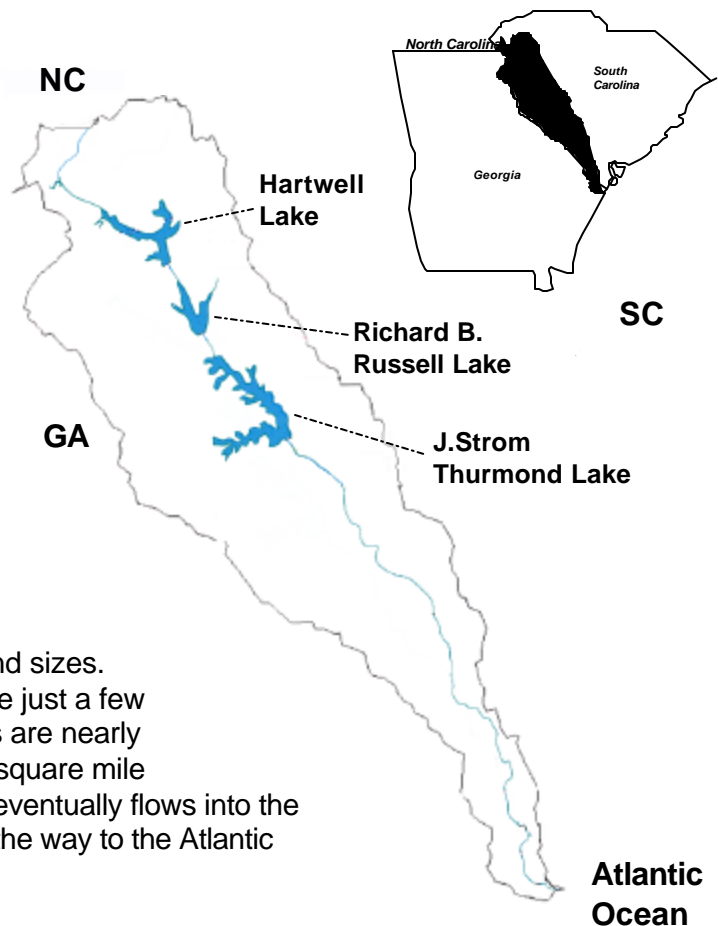 North Carolina
South
Carolina
Georgia
NC
Hartwell
Lake
SC
Richard B.
Russell Lake
GA
J.Strom
Thurmond Lake
nd sizes.
e just a few
s are nearly
square mile
eventually flows into the
the way to the Atlantic
Atlantic
Ocean